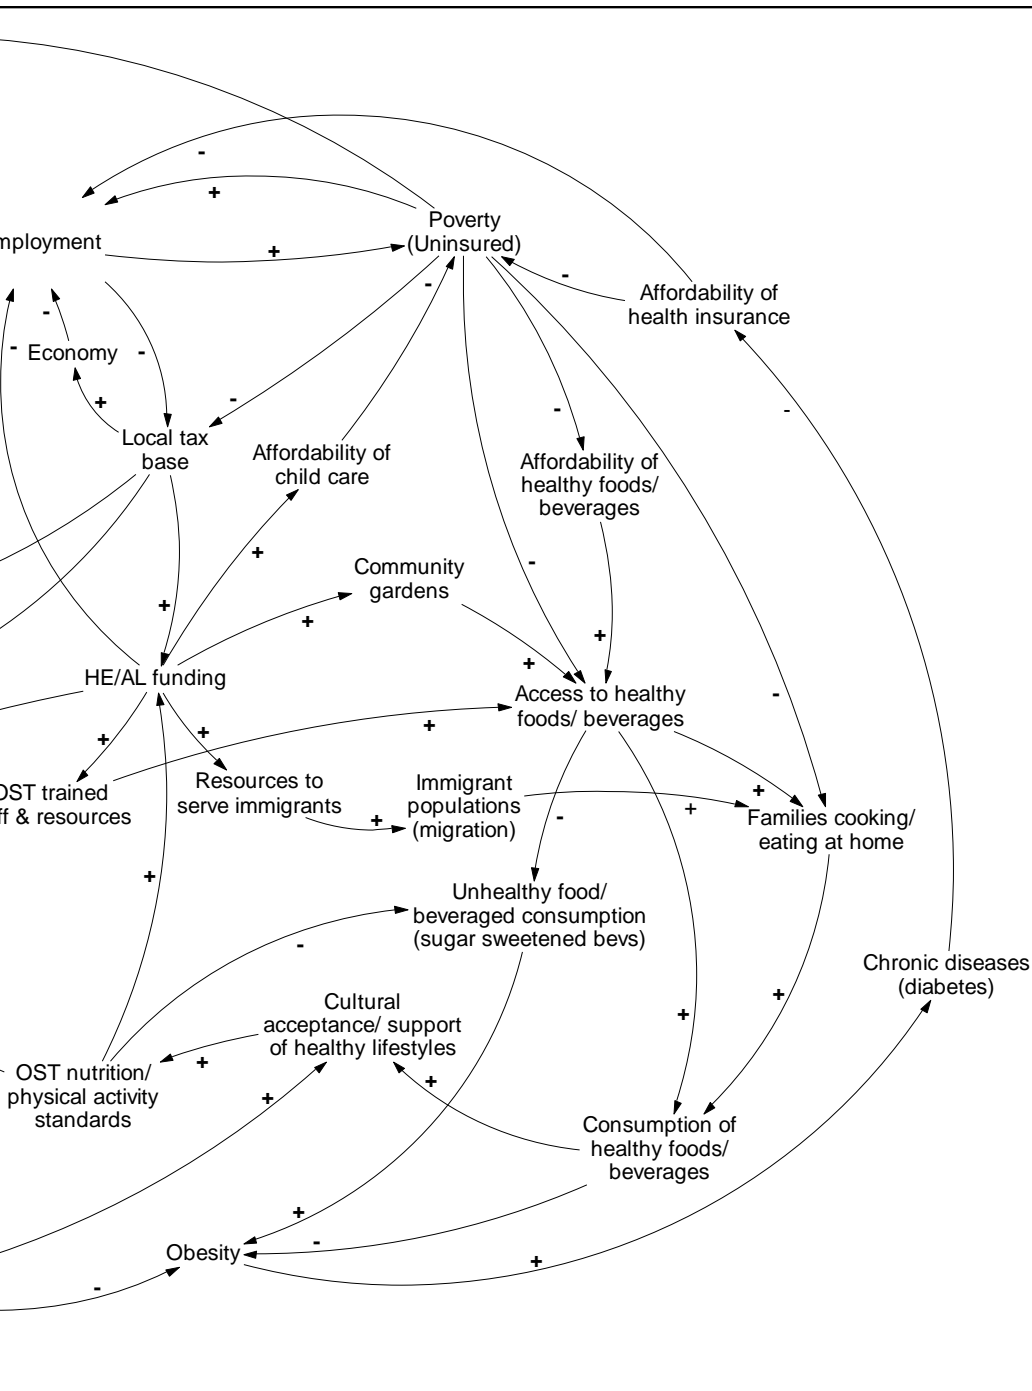 -
+
Poverty
(Uninsured)
mployment
+
-
-
Affordability of
health insurance
-
-
Economy
-
+
-
-
-
Local tax
base
Affordability of
child care
Affordability of
healthy foods/
beverages
+
-
Community
gardens
+
+
+
+
HE/AL funding
Access to healthy
foods/ beverages
-
+
+
+
OST trained
ff & resources
Resources to
serve immigrants
Immigrant
populations
(migration)
+
+
+
-
Families cooking/
eating at home
+
Unhealthy food/
beveraged consumption
(sugar sweetened bevs)
-
Chronic diseases
(diabetes)
+
+
Cultural
acceptance/ support
of healthy lifestyles
+
OST nutrition/
physical activity
standards
+
+
Consumption of
healthy foods/
beverages
+
-
Obesity
+
-